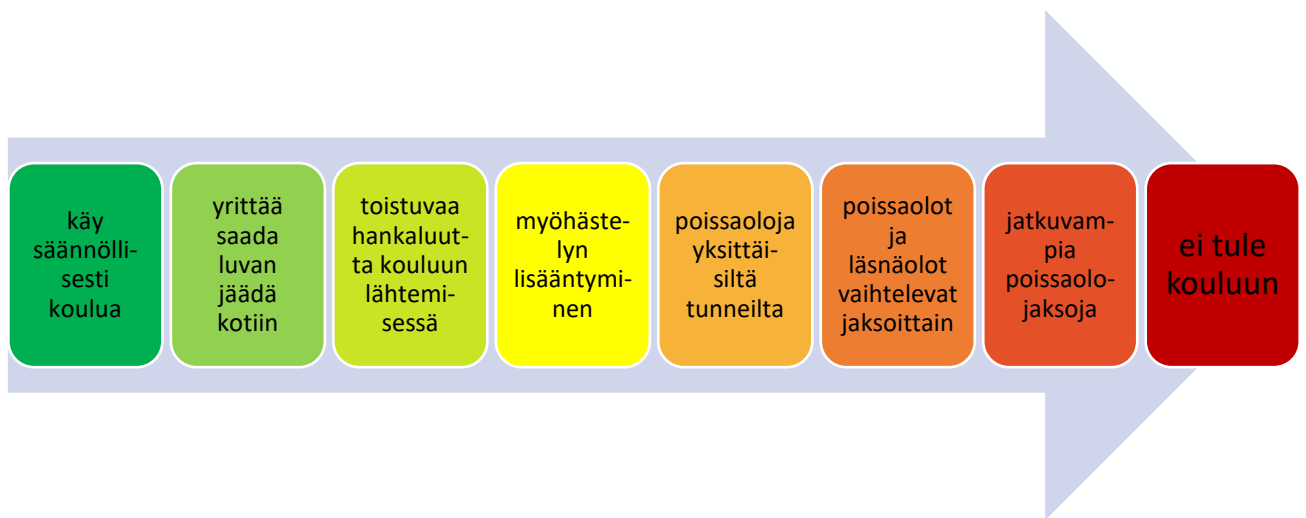 käy
säännölli-
sesti
koulua
yrittää
saada
luvan
jäädä
kotiin
toistuvaa
hankaluut-
ta kouluun
lähtemi-
sessä
myöhäste-
lyn
lisääntymi-
nen
poissaoloja
yksittäi-
siltä
tunneilta
poissaolot
ja
läsnäolot
vaihtelevat
jaksoittain
jatkuvam-
pia
poissaolo-
jaksoja
ei tule
kouluun